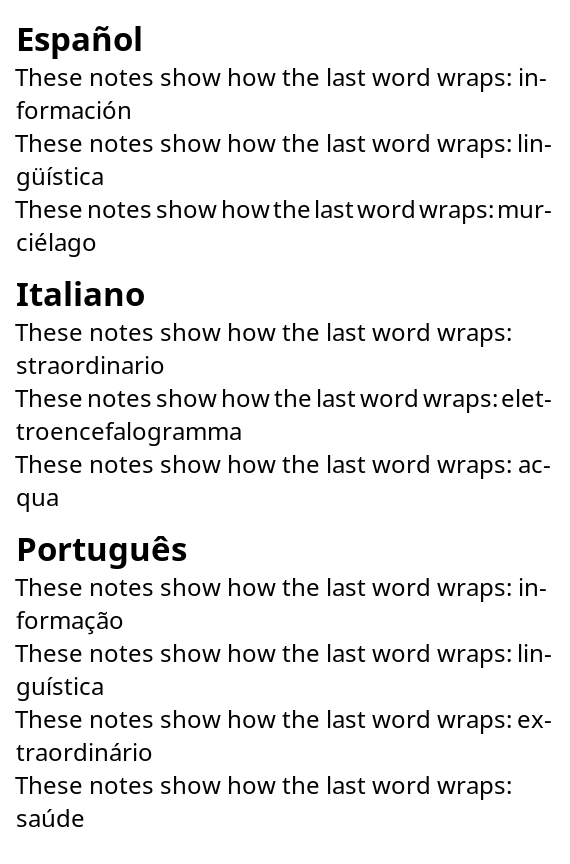 Español
These notes show how the last word wraps: in-
formación
These notes show how the last word wraps: lin-
güística
These notes show how the last word wraps: mur-
ciélago
Italiano
These notes show how the last word wraps:
straordinario
These notes show how the last word wraps: elet-
troencefalogramma
These notes show how the last word wraps: ac-
qua
Português
These notes show how the last word wraps: in-
formação
These notes show how the last word wraps: lin-
guística
These notes show how the last word wraps: ex-
traordinário
These notes show how the last word wraps:
saúde